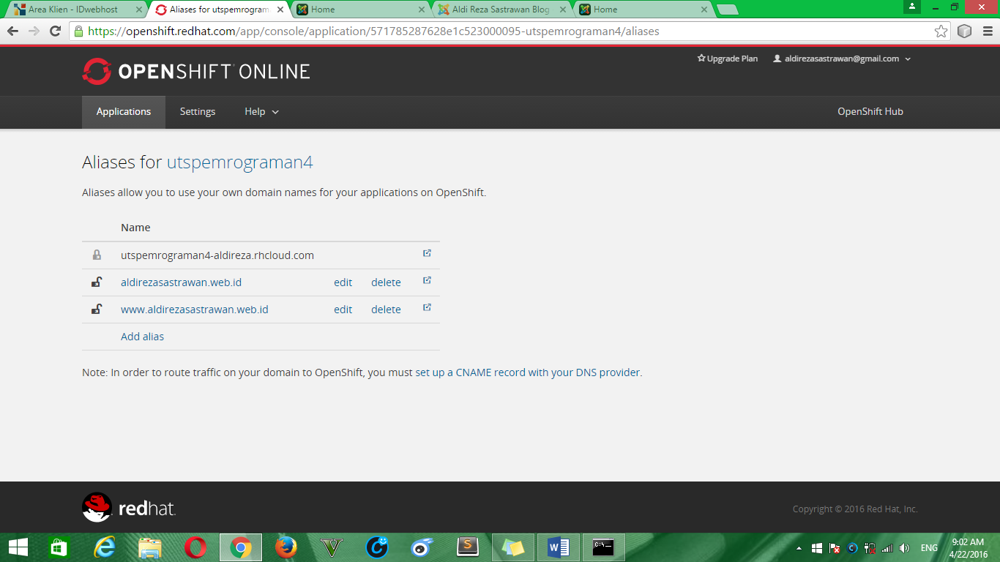 Area Klien - IDwebhost
Aliases for utspemrogram
Home
Aldi Reza Sastrawan Blog
Home
https://openshift.redhat.com/app/console/application/571785287628e1c523000095-utspemrograman4/aliases
OPENSHIFT ONLINE
Upgrade Plan
aldirezasastrawan@gmail.com
Applications
Settings
Help
OpenShift Hub
Aliases for utspemrograman4
Aliases allow you to use your own domain names for your applications on OpenShift.
Name
utspemrograman4-aldireza.rhcloud.com
aldirezasastrawan.web.id edit delete
www.aldirezasastrawan.web.id edit delete
Add alias
Note: In order to route traffic on your domain to OpenShift, you must set up a CNAME record with your DNS provider.
redhat.
Copyright © 2016 Red Hat, Inc.
ENG
9:02 AM
4/22/2016